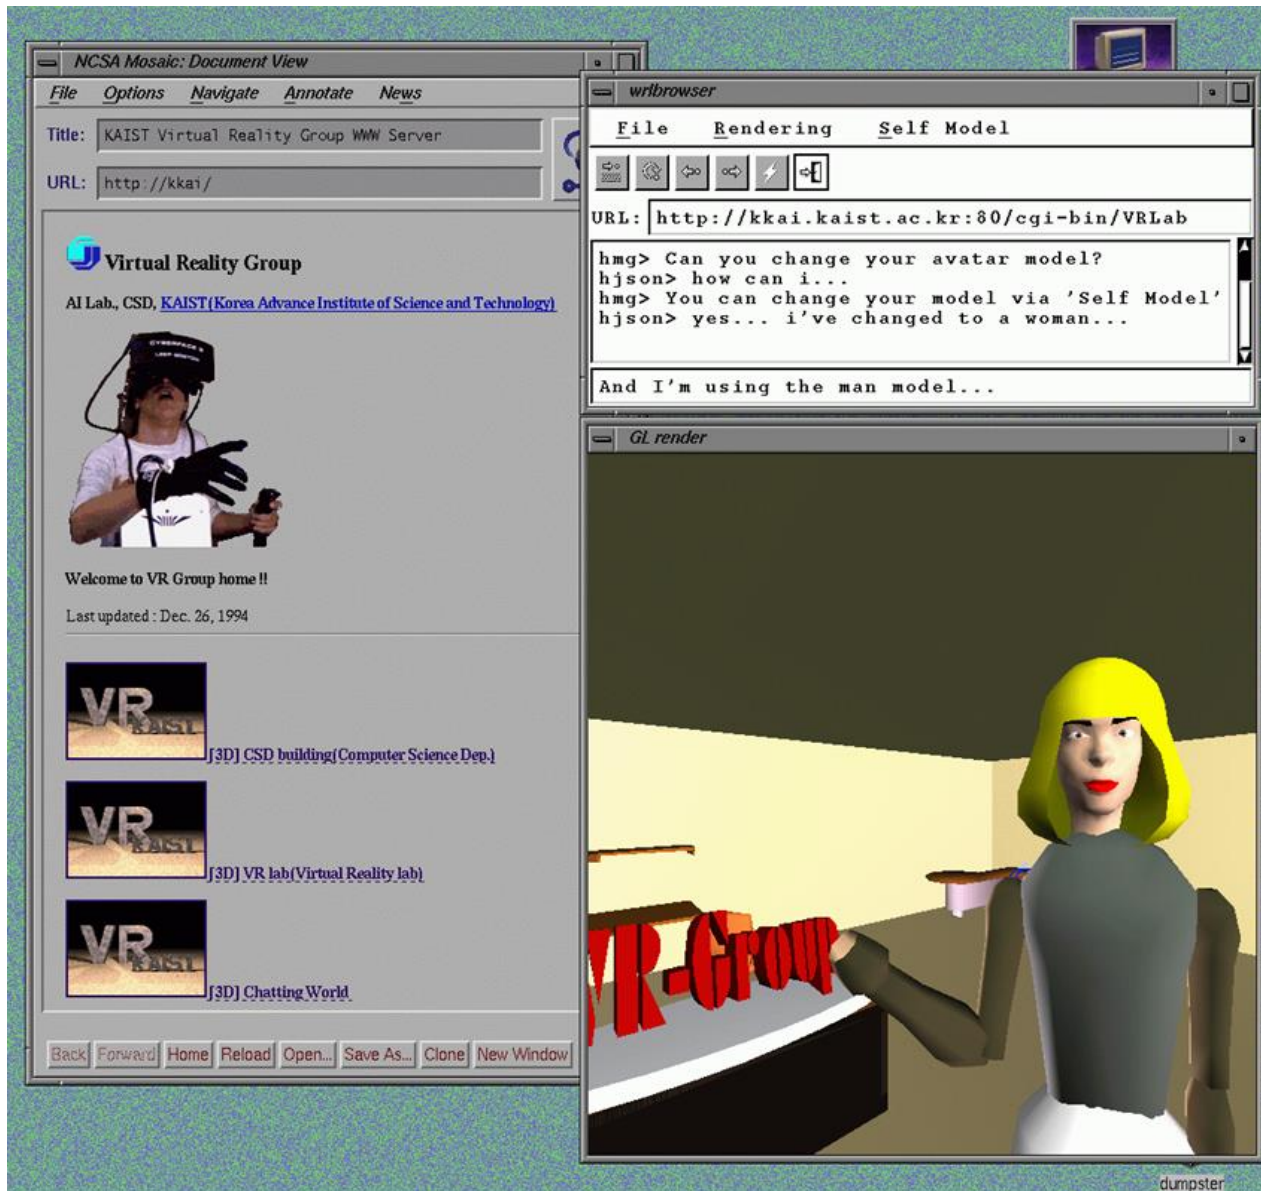 NCSA Mosaic: Document View
File Options Navigate Annotate News
Title: KAIST Virtual Reality Group WWW Server
URL: http://kkai/
Virtual Reality Group
AI Lab., CSD, KAIST(Korea Advance Institute of Science and Technology)
CYBERFACE
Welcome to VR Group home !!
Last updated : Dec. 26, 1994
VR
KAIST
[3D] CSD building(Computer Science Dep.)
VR
KAIST
[3D] VR lab(Virtual Reality lab)
VR
KAIST
[3D] Chatting World
Back Forward Home Reload Open... Save As... Clone New Window
wrlbrowser
File Rendering Self Model
URL: http://kkai.kaist.ac.kr:80/cgi-bin/VRLab
hmg> Can you change your avatar model?
hjson> how can i...
hmg> You can change your model via 'Self Model'
hjson> yes... i've changed to a woman...
And I'm using the man model...
GL render
VR-Group
dumpster